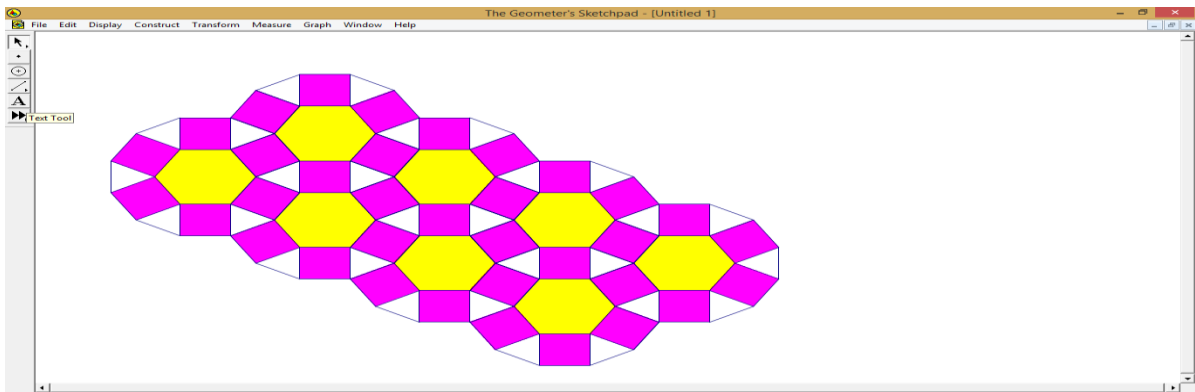 The Geometer's Sketchpad - [Untitled 1]
File Edit Display Construct Transform Measure Graph Window Help
A
Text Tool